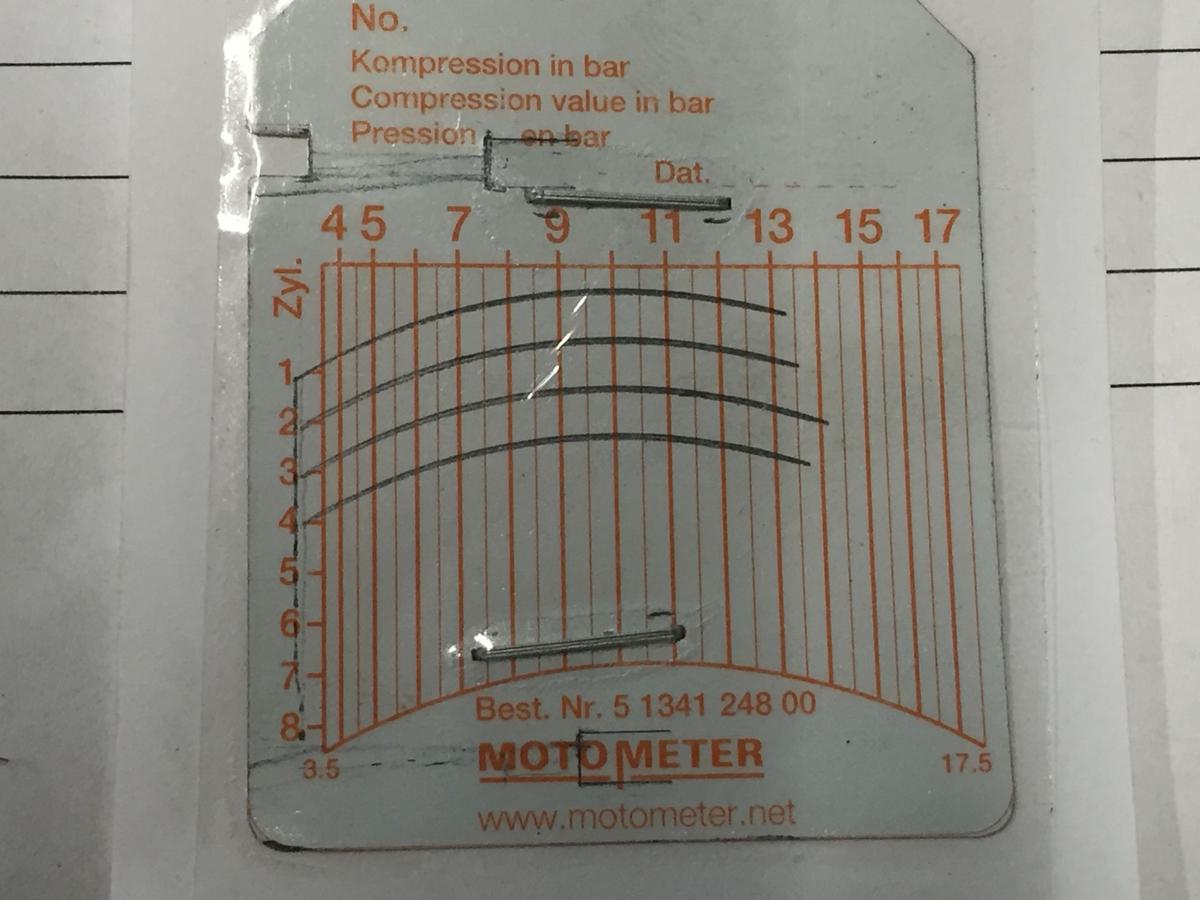 No.
Kompression in bar
Compression value in bar
Pression en bar
Dat.
4 5 7 9 11 13 15 17
Zyl.
1
2
3
4
5
6
7
8
3.5 17.5
Best. Nr. 5 1341 248 00
MOTOMETER
www.motometer.net